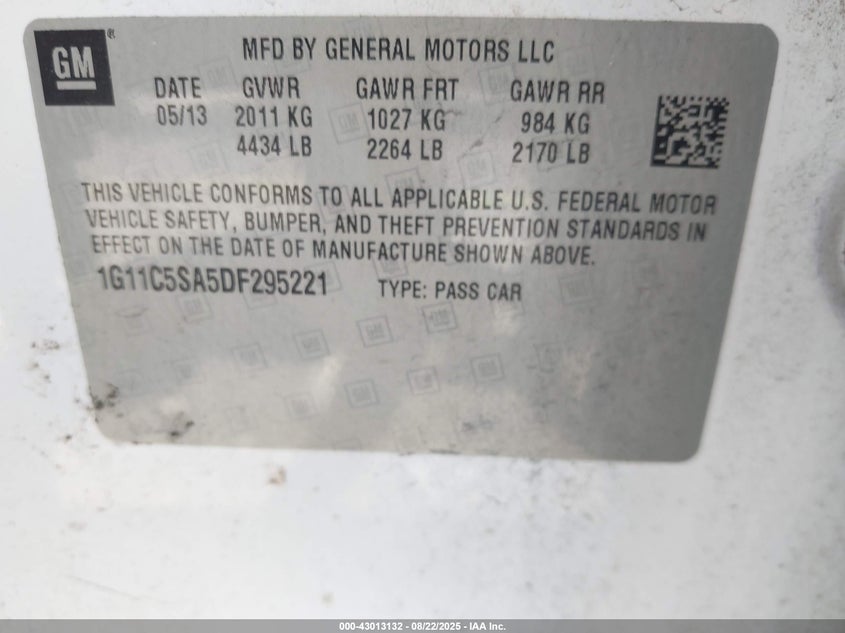 GM®
MFD BY GENERAL MOTORS LLC
DATE GVWR GAWR FRT GAWR RR
05/13 2011 KG 1027 KG 984 KG
4434 LB 2264 LB 2170 LB
THIS VEHICLE CONFORMS TO ALL APPLICABLE U.S. FEDERAL MOTOR
VEHICLE SAFETY, BUMPER, AND THEFT PREVENTION STANDARDS IN
EFFECT ON THE DATE OF MANUFACTURE SHOWN ABOVE.
1G11C5SA5DF295221 TYPE: PASS CAR
000-43013132 - 08/22/2025 - IAA Inc.